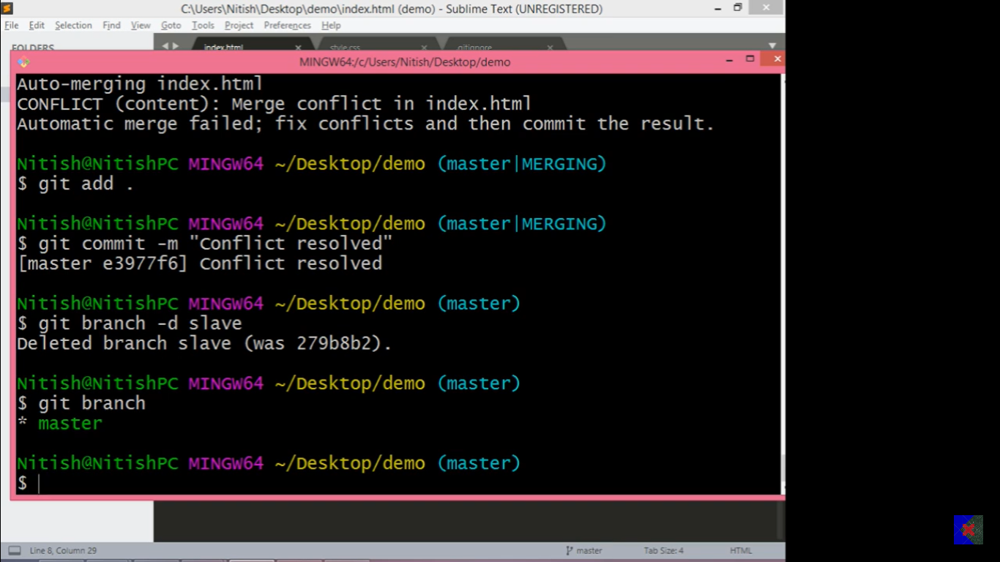 C:\Users\Nitish\Desktop\demo\index.html (demo) - Sublime Text (UNREGISTERED)
File Edit Selection Find View Goto Tools Project Preferences Help
FOLDERS
index.html style.css .gitignore
MINGW64:/c/Users/Nitish/Desktop/demo
Auto-merging index.html
CONFLICT (content): Merge conflict in index.html
Automatic merge failed; fix conflicts and then commit the result.
Nitish@NitishPC MINGW64 ~/Desktop/demo (master|MERGING)
$ git add .
Nitish@NitishPC MINGW64 ~/Desktop/demo (master|MERGING)
$ git commit -m "Conflict resolved"
[master e3977f6] Conflict resolved
Nitish@NitishPC MINGW64 ~/Desktop/demo (master)
$ git branch -d slave
Deleted branch slave (was 279b8b2).
Nitish@NitishPC MINGW64 ~/Desktop/demo (master)
$ git branch
* master
Nitish@NitishPC MINGW64 ~/Desktop/demo (master)
$
Line 8, Column 29 master Tab Size: 4 HTML